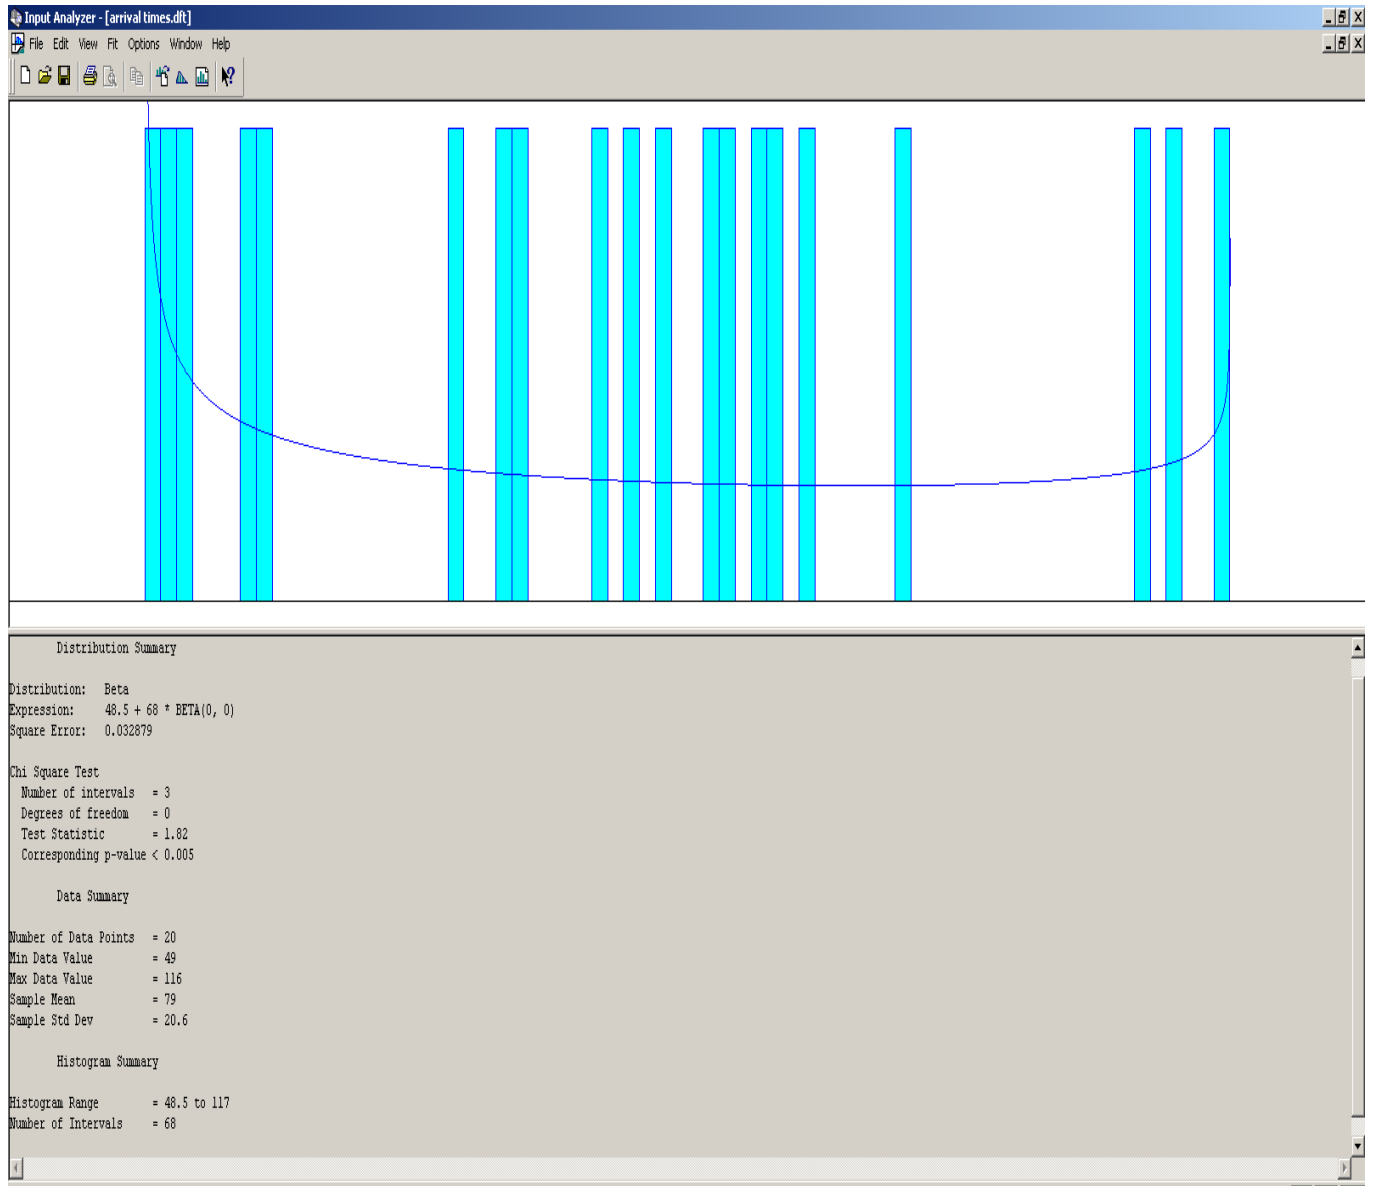 Input Analyzer - [arrival times.dft]
File Edit View Fit Options Window Help
Distribution Summary
Distribution: Beta
Expression: 48.5 + 68 * BETA(0, 0)
Square Error: 0.032879
Chi Square Test
Number of intervals = 3
Degrees of freedom = 0
Test Statistic = 1.82
Corresponding p-value < 0.005
Data Summary
Number of Data Points = 20
Min Data Value = 49
Max Data Value = 116
Sample Mean = 79
Sample Std Dev = 20.6
Histogram Summary
Histogram Range = 48.5 to 117
Number of Intervals = 68